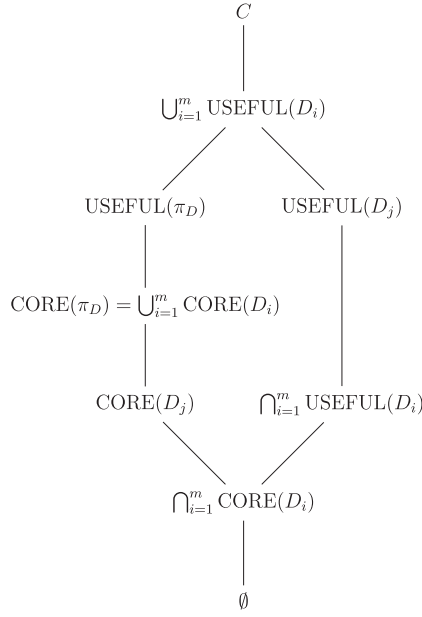 C
⋃_{i=1}^{m} USEFUL(D_i)
USEFUL(π_D) USEFUL(D_j)
CORE(π_D) = ⋃_{i=1}^{m} CORE(D_i)
CORE(D_j) ⋂_{i=1}^{m} USEFUL(D_i)
⋂_{i=1}^{m} CORE(D_i)
∅